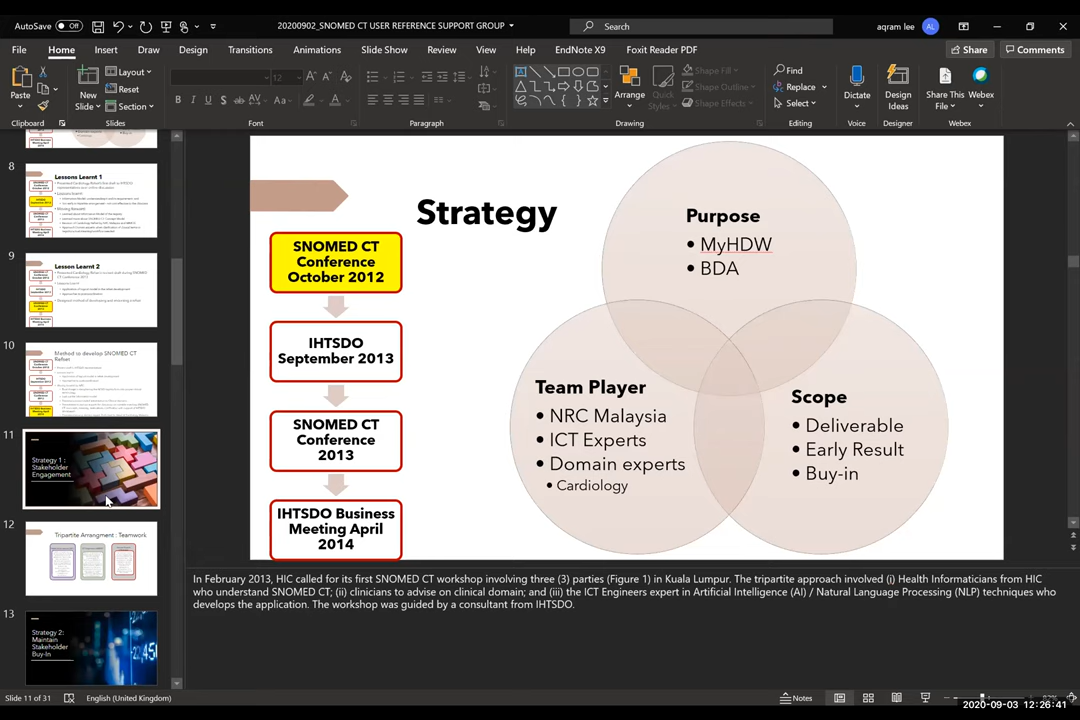 AutoSave Off
20200902_SNOMED CT USER REFERENCE SUPPORT GROUP
Search
aqram lee
AL
File Home Insert Draw Design Transitions Animations Slide Show Review View Help EndNote X9 Foxit Reader PDF
Share
Comments
Paste
New Slide
Layout
Reset
Section
12
Find
Replace
Select
Arrange
Quick Styles
Shape Fill
Shape Outline
Shape Effects
Dictate
Design Ideas
Share This File
Webex
Clipboard
Slides
Font
Paragraph
Drawing
Editing
Voice
Designer
Webex
8
Lessons Learnt 1
9
Lesson Learnt 2
10
Method to develop SNOMED CT Refset
11
Strategy 1 :
Stakeholder
Engagement
12
Tripartite Arrangment : Teamwork
13
Strategy 2:
Maintain
Stakeholder
Buy-In
Strategy
SNOMED CT
Conference
October 2012
IHTSDO
September 2013
SNOMED CT
Conference
2013
IHTSDO Business
Meeting April
2014
Purpose
• MyHDW
• BDA
Team Player
• NRC Malaysia
• ICT Experts
• Domain experts
• Cardiology
Scope
• Deliverable
• Early Result
• Buy-in
In February 2013, HIC called for its first SNOMED CT workshop involving three (3) parties (Figure 1) in Kuala Lumpur. The tripartite approach involved (i) Health Informaticians from HIC
who understand SNOMED CT; (ii) clinicians to advise on clinical domain; and (iii) the ICT Engineers expert in Artificial Intelligence (AI) / Natural Language Processing (NLP) techniques who
develops the application. The workshop was guided by a consultant from IHTSDO.
Slide 11 of 31
English (United Kingdom)
Notes
2020-09-03 12:26:41